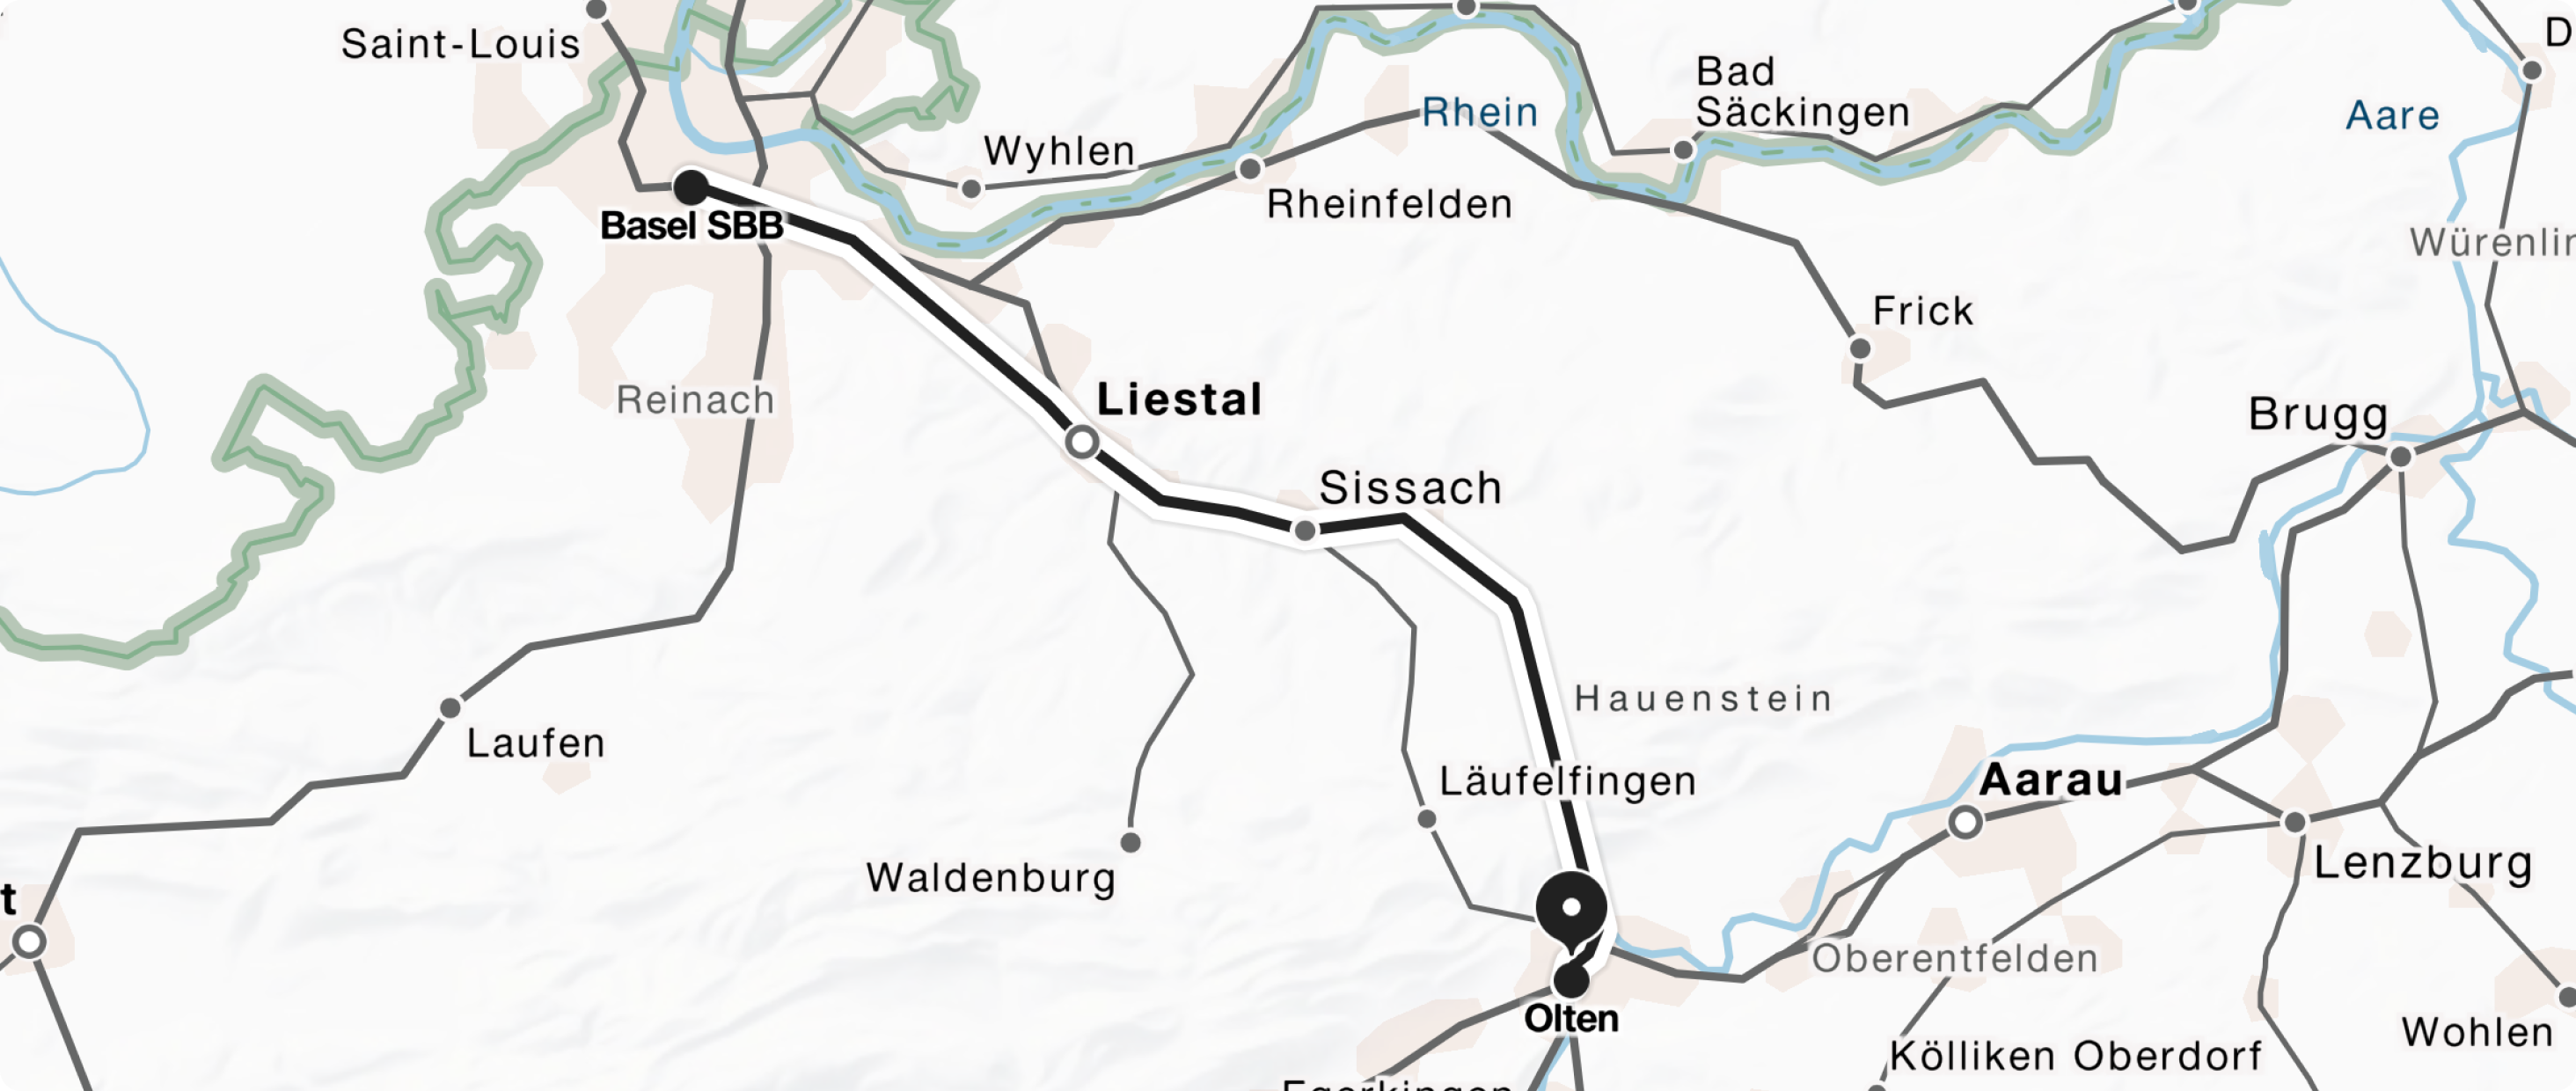 Saint-Louis
Bad
Säckingen
Rhein
Aare
Wyhlen
Rheinfelden
Basel SBB
Würenlin
Frick
Reinach
Liestal
Brugg
Sissach
Hauenstein
Laufen
Läufelfingen
Aarau
Waldenburg
Lenzburg
t
Oberentfelden
Olten
Wohlen
Kölliken Oberdorf
Egerkingen
D